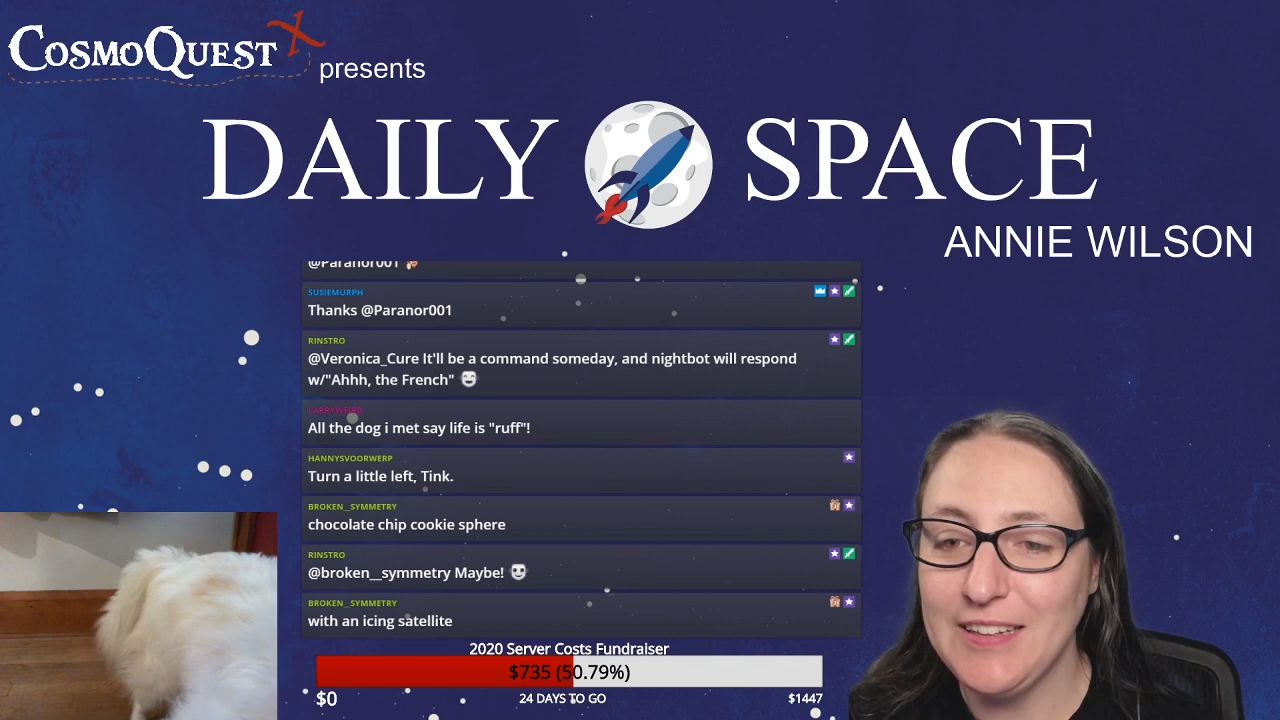 COSMOQUEST X
presents
DAILY SPACE
ANNIE WILSON
@Paranor001
SUSIEMURPH
Thanks @Paranor001
RINSTRO
@Veronica_Cure It'll be a command someday, and nightbot will respond
w/"Ahhh, the French"
LARRYWEIRD
All the dog i met say life is "ruff"!
HANNYSVOORWERP
Turn a little left, Tink.
BROKEN__SYMMETRY
chocolate chip cookie sphere
RINSTRO
@broken__symmetry Maybe!
BROKEN__SYMMETRY
with an icing satellite
2020 Server Costs Fundraiser
$735 (50.79%)
$0
24 DAYS TO GO
$1447